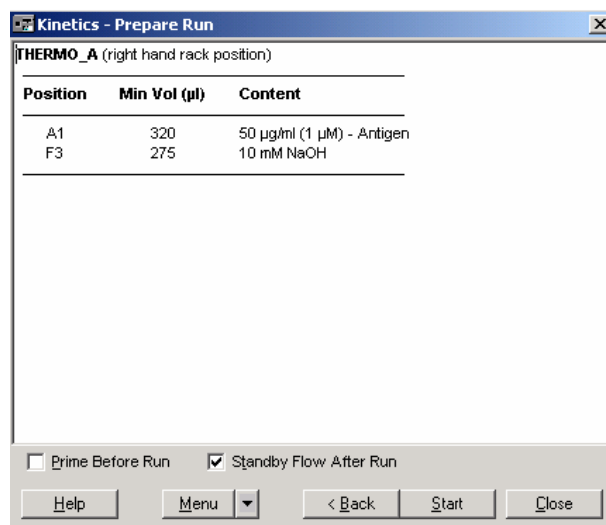 Kinetics - Prepare Run
THERMO_A (right hand rack position)
Position Min Vol (µl) Content
A1 320 50 µg/ml (1 µM) - Antigen
F3 275 10 mM NaOH
Prime Before Run Standby Flow After Run
Help Menu < Back Start Close